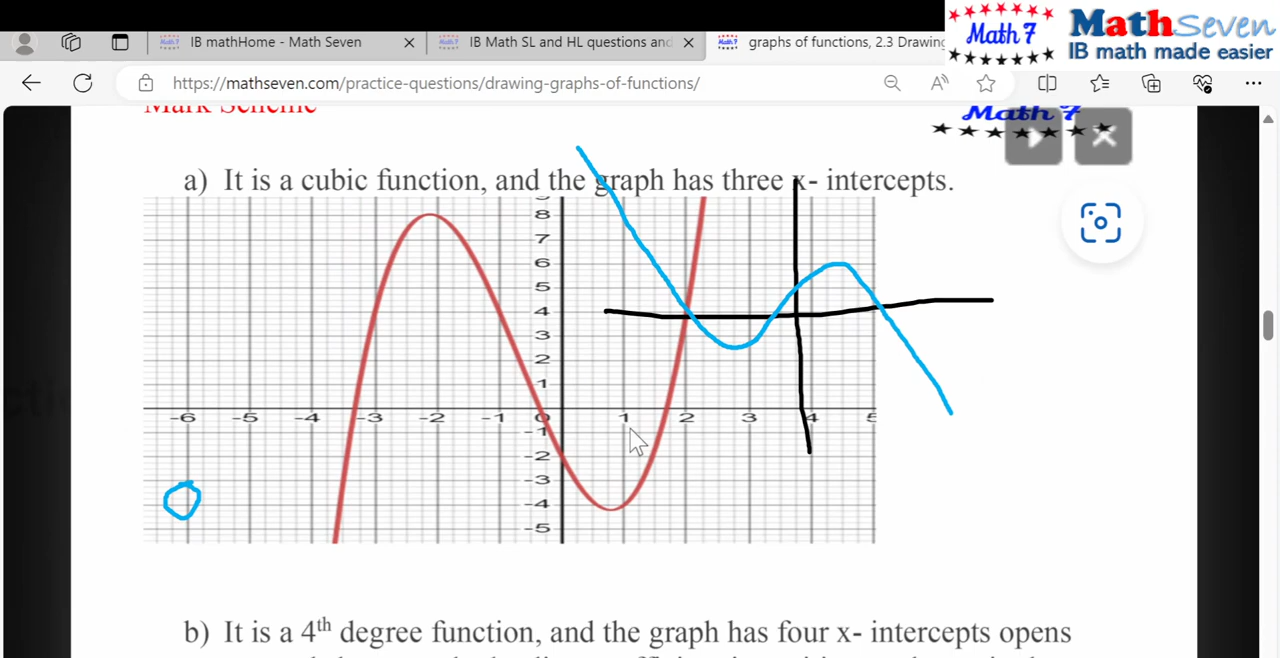 Math 7
MathSeven
IB math made easier
IB mathHome - Math Seven
IB Math SL and HL questions and
graphs of functions, 2.3 Drawing
https://mathseven.com/practice-questions/drawing-graphs-of-functions/
Mark Scheme
Math 7
a) It is a cubic function, and the graph has three x- intercepts.
8
7
6
5
4
3
2
1
-6 -5 -4 -3 -2 -1 0 1 2 3 4 5
-1
-2
-3
-4
-5
b) It is a 4th degree function, and the graph has four x- intercepts opens